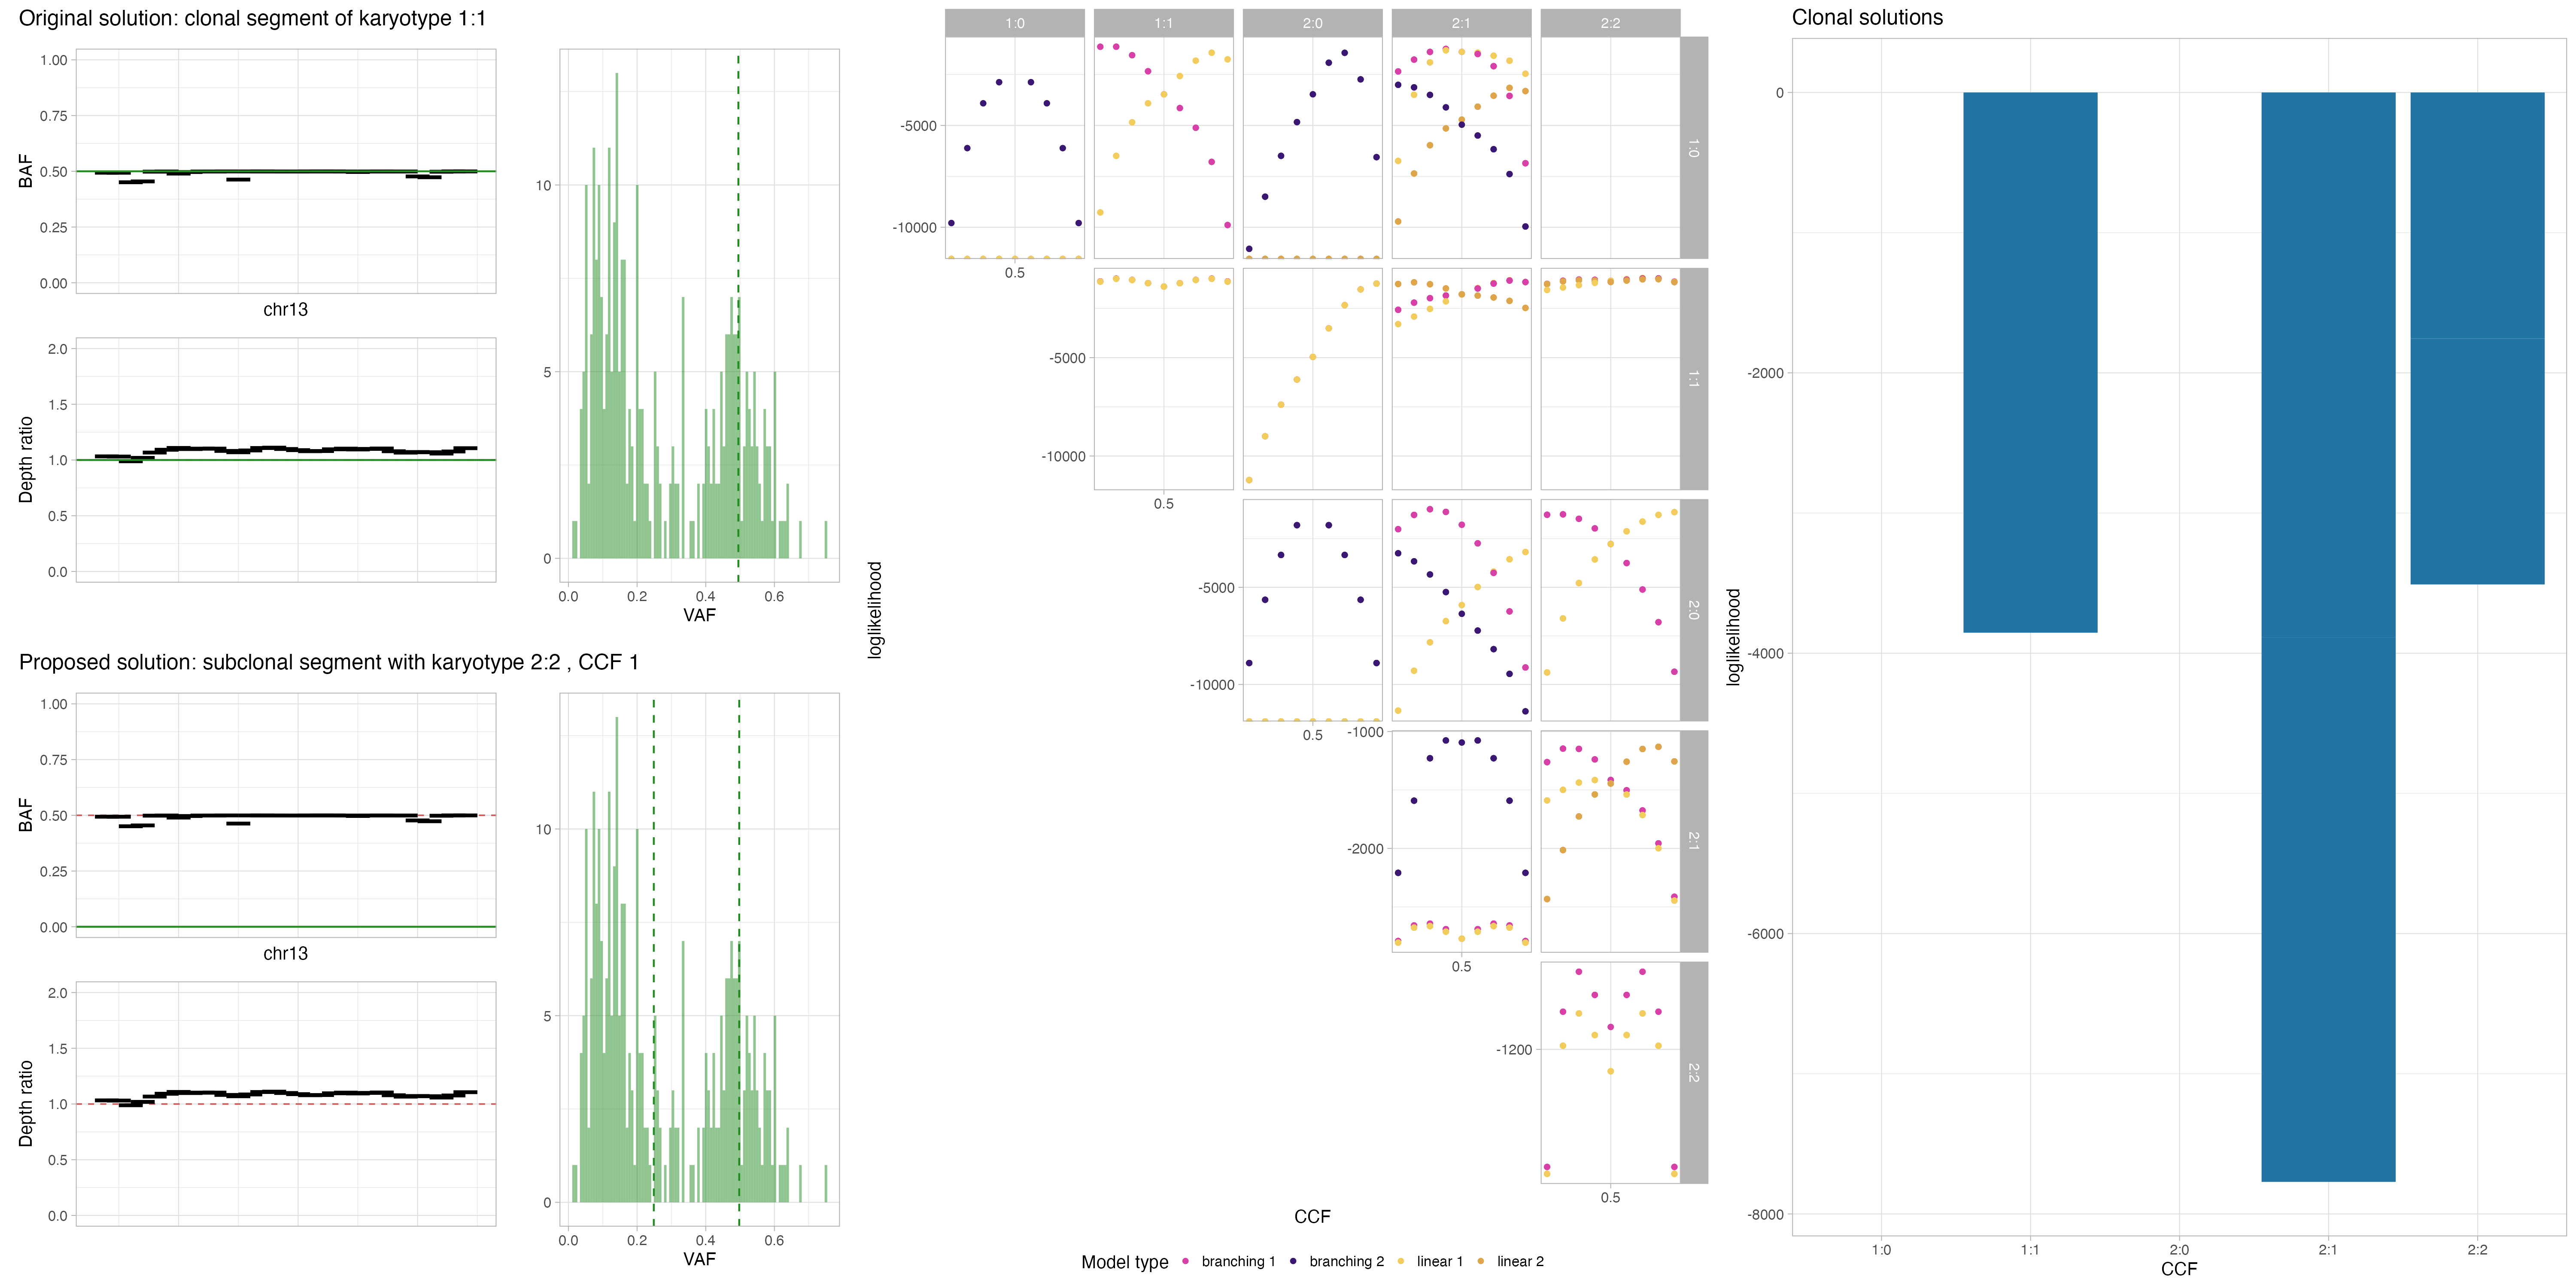 Original solution: clonal segment of karyotype 1:1
1.00
0.75
0.50
0.25
0.00
BAF
chr13
2.0
1.5
1.0
0.5
0.0
Depth ratio
10
5
0
0.0 0.2 0.4 0.6
VAF
Proposed solution: subclonal segment with karyotype 2:2 , CCF 1
1.00
0.75
0.50
0.25
0.00
BAF
chr13
2.0
1.5
1.0
0.5
0.0
Depth ratio
10
5
0
0.0 0.2 0.4 0.6
VAF
loglikelihood
1:0 1:1 2:0 2:1 2:2
-5000
-10000
1:0
0.5
-5000
-10000
1:1
0.5
-5000
-10000
2:0
0.5
-1000
-2000
2:1
0.5
-1200
2:2
0.5
CCF
Model type branching 1 branching 2 linear 1 linear 2
Clonal solutions
0
-2000
-4000
-6000
-8000
loglikelihood
1:0 1:1 2:0 2:1 2:2
CCF